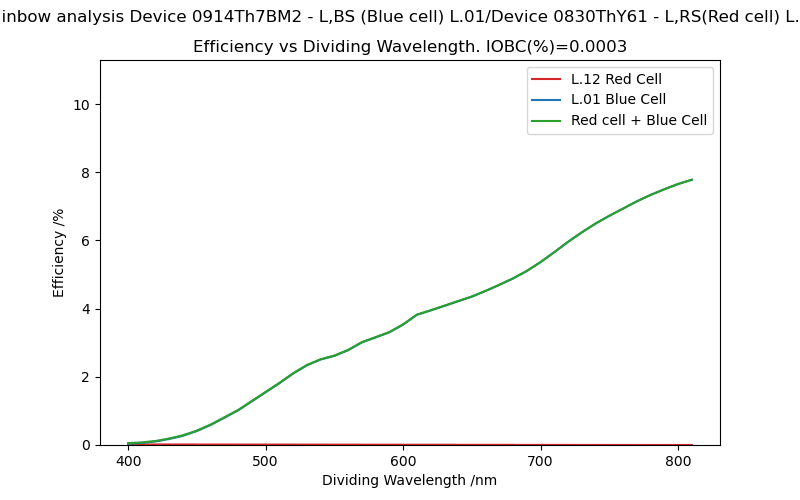 inbow analysis Device 0914Th7BM2 - L,BS (Blue cell) L.01/Device 0830ThY61 - L,RS(Red cell) L.
Efficiency vs Dividing Wavelength. IOBC(%)=0.0003
L.12 Red Cell
L.01 Blue Cell
Red cell + Blue Cell
Efficiency /%
10
8
6
4
2
0
400 500 600 700 800
Dividing Wavelength /nm